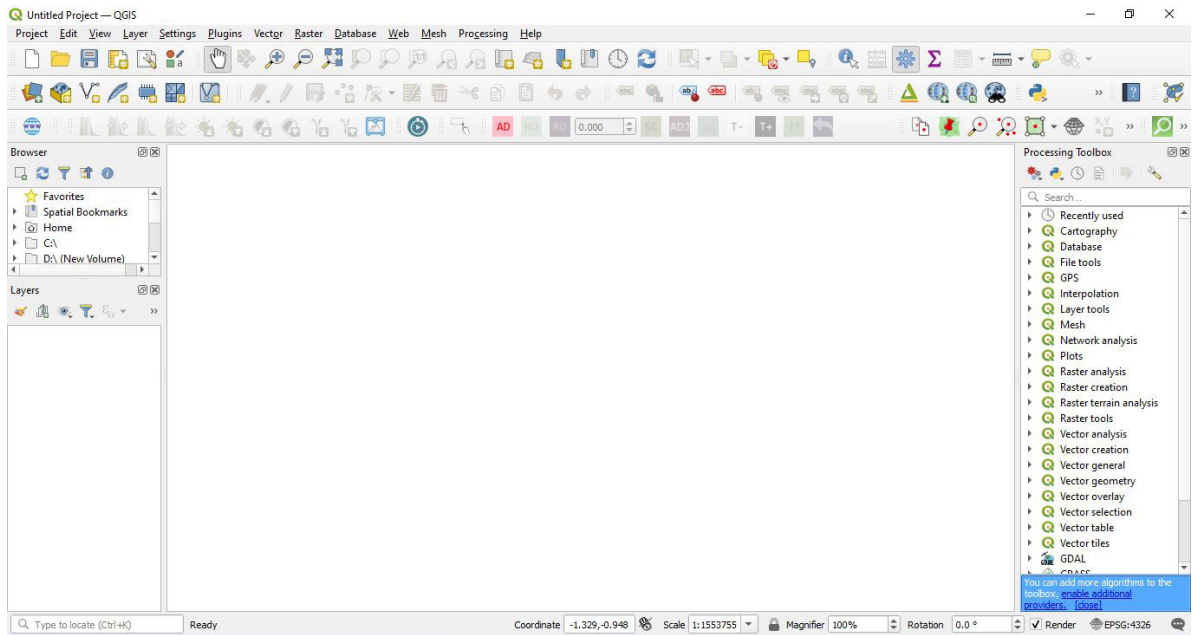 Untitled Project — QGIS
Project Edit View Layer Settings Plugins Vector Raster Database Web Mesh Processing Help
AD 0.000 SC ADJ T- T+
Browser
Favorites
Spatial Bookmarks
Home
C:\
D:\ (New Volume)
Layers
Processing Toolbox
Search...
Recently used
Cartography
Database
File tools
GPS
Interpolation
Layer tools
Mesh
Network analysis
Plots
Raster analysis
Raster creation
Raster terrain analysis
Raster tools
Vector analysis
Vector creation
Vector general
Vector geometry
Vector overlay
Vector selection
Vector table
Vector tiles
GDAL
You can add more algorithms to the
toolbox, enable additional
providers. [close]
Type to locate (Ctrl+K) Ready Coordinate -1.329,-0.948 Scale 1:1553755 Magnifier 100% Rotation 0.0 ° Render EPSG:4326